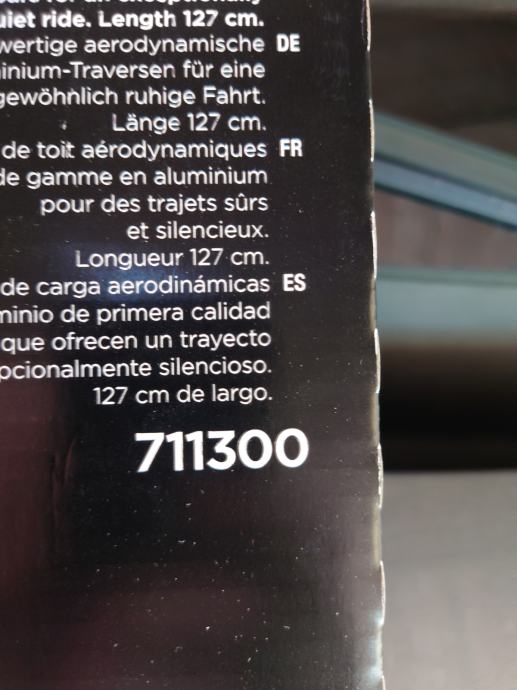 uiet ride. Length 127 cm.
wertige aerodynamische DE
inium-Traversen für eine
gewöhnlich ruhige Fahrt.
Länge 127 cm.
de toit aérodynamiques FR
de gamme en aluminium
pour des trajets sûrs
et silencieux.
Longueur 127 cm.
de carga aerodinámicas ES
minio de primera calidad
que ofrecen un trayecto
pcionalmente silencioso.
127 cm de largo.
711300